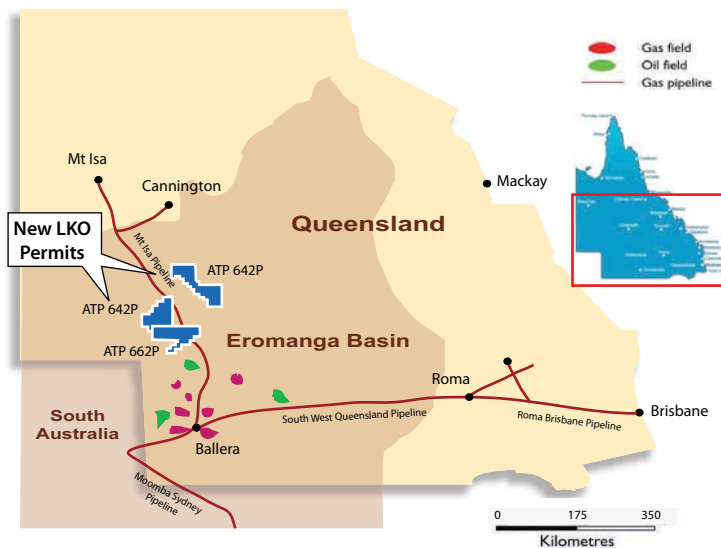 Gas field
Oil field
Gas pipeline
Mt Isa
Cannington
Mackay
New LKO
Permits
Queensland
Mt Isa Pipeline
ATP 642P
ATP 642P
ATP 662P
Eromanga Basin
Roma
South
Australia
South West Queensland Pipeline
Roma Brisbane Pipeline
Brisbane
Ballera
Moomba Sydney
Pipeline
0 175 350
Kilometres